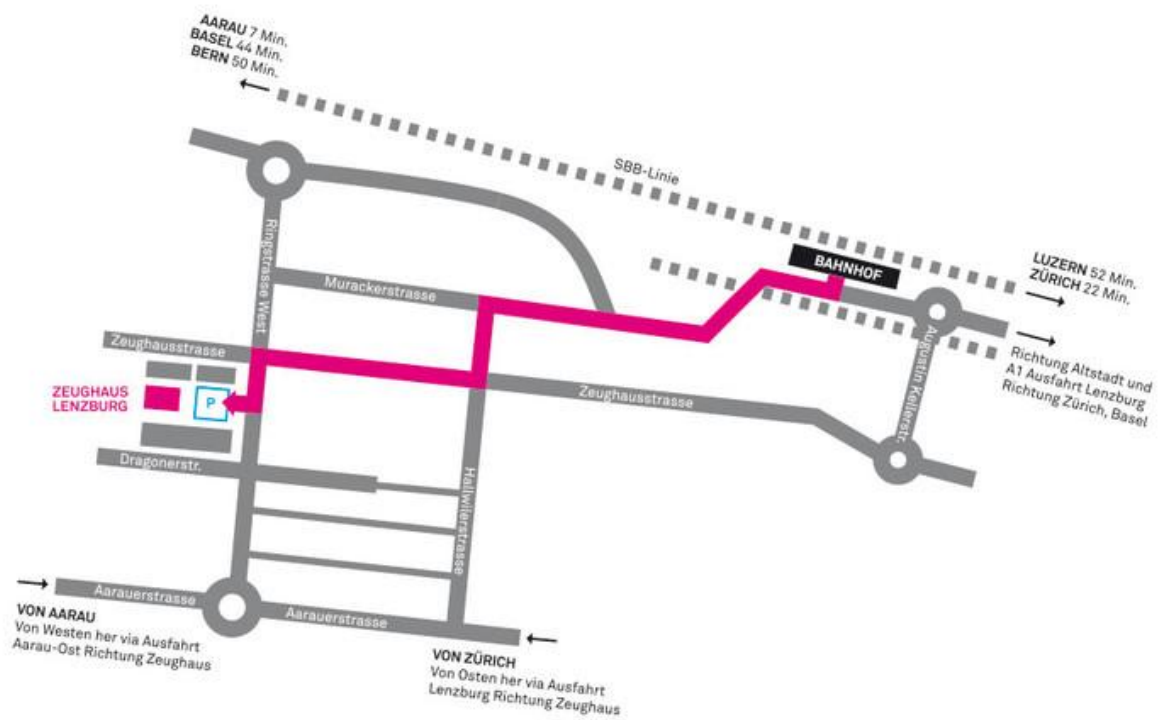 AARAU 7 Min.
BASEL 44 Min.
BERN 50 Min.
SBB-Linie
BAHNHOF
LUZERN 52 Min.
ZÜRICH 22 Min.
Richtung Altstadt und
A1 Ausfahrt Lenzburg
Richtung Zürich, Basel
Ringstrasse West
Murackerstrasse
Augustin Kellerstr.
Zeughausstrasse
Zeughausstrasse
ZEUGHAUS
LENZBURG
P
Dragonerstr.
Hallwilerstrasse
Aarauerstrasse
Aarauerstrasse
VON AARAU
Von Westen her via Ausfahrt
Aarau-Ost Richtung Zeughaus
VON ZÜRICH
Von Osten her via Ausfahrt
Lenzburg Richtung Zeughaus